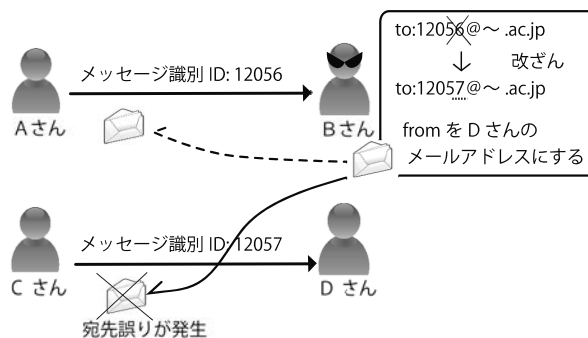 to:12056@～.ac.jp
↓ 改ざん
to:12057@～.ac.jp
from を D さんの
メールアドレスにする
メッセージ識別 ID: 12056
A さん
B さん
メッセージ識別 ID: 12057
C さん
D さん
宛先誤りが発生